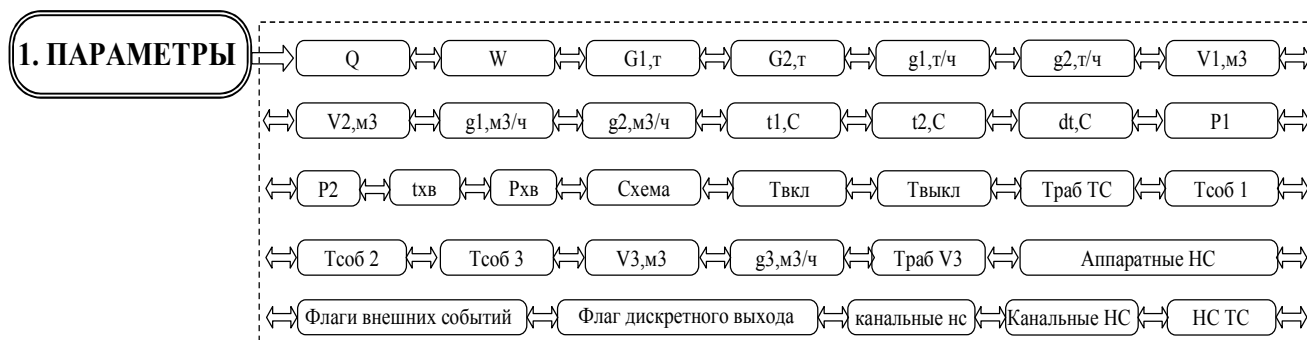 1. ПАРАМЕТРЫ Q W G1,т G2,т g1,т/ч g2,т/ч V1,м3
V2,м3 g1,м3/ч g2,м3/ч t1,C t2,C dt,C P1
P2 tхв Pхв Схема Твкл Твыкл Траб ТС Тсоб 1
Тсоб 2 Тсоб 3 V3,м3 g3,м3/ч Траб V3 Аппаратные НС
Флаги внешних событий Флаг дискретного выхода канальные нс Канальные НС НС ТС